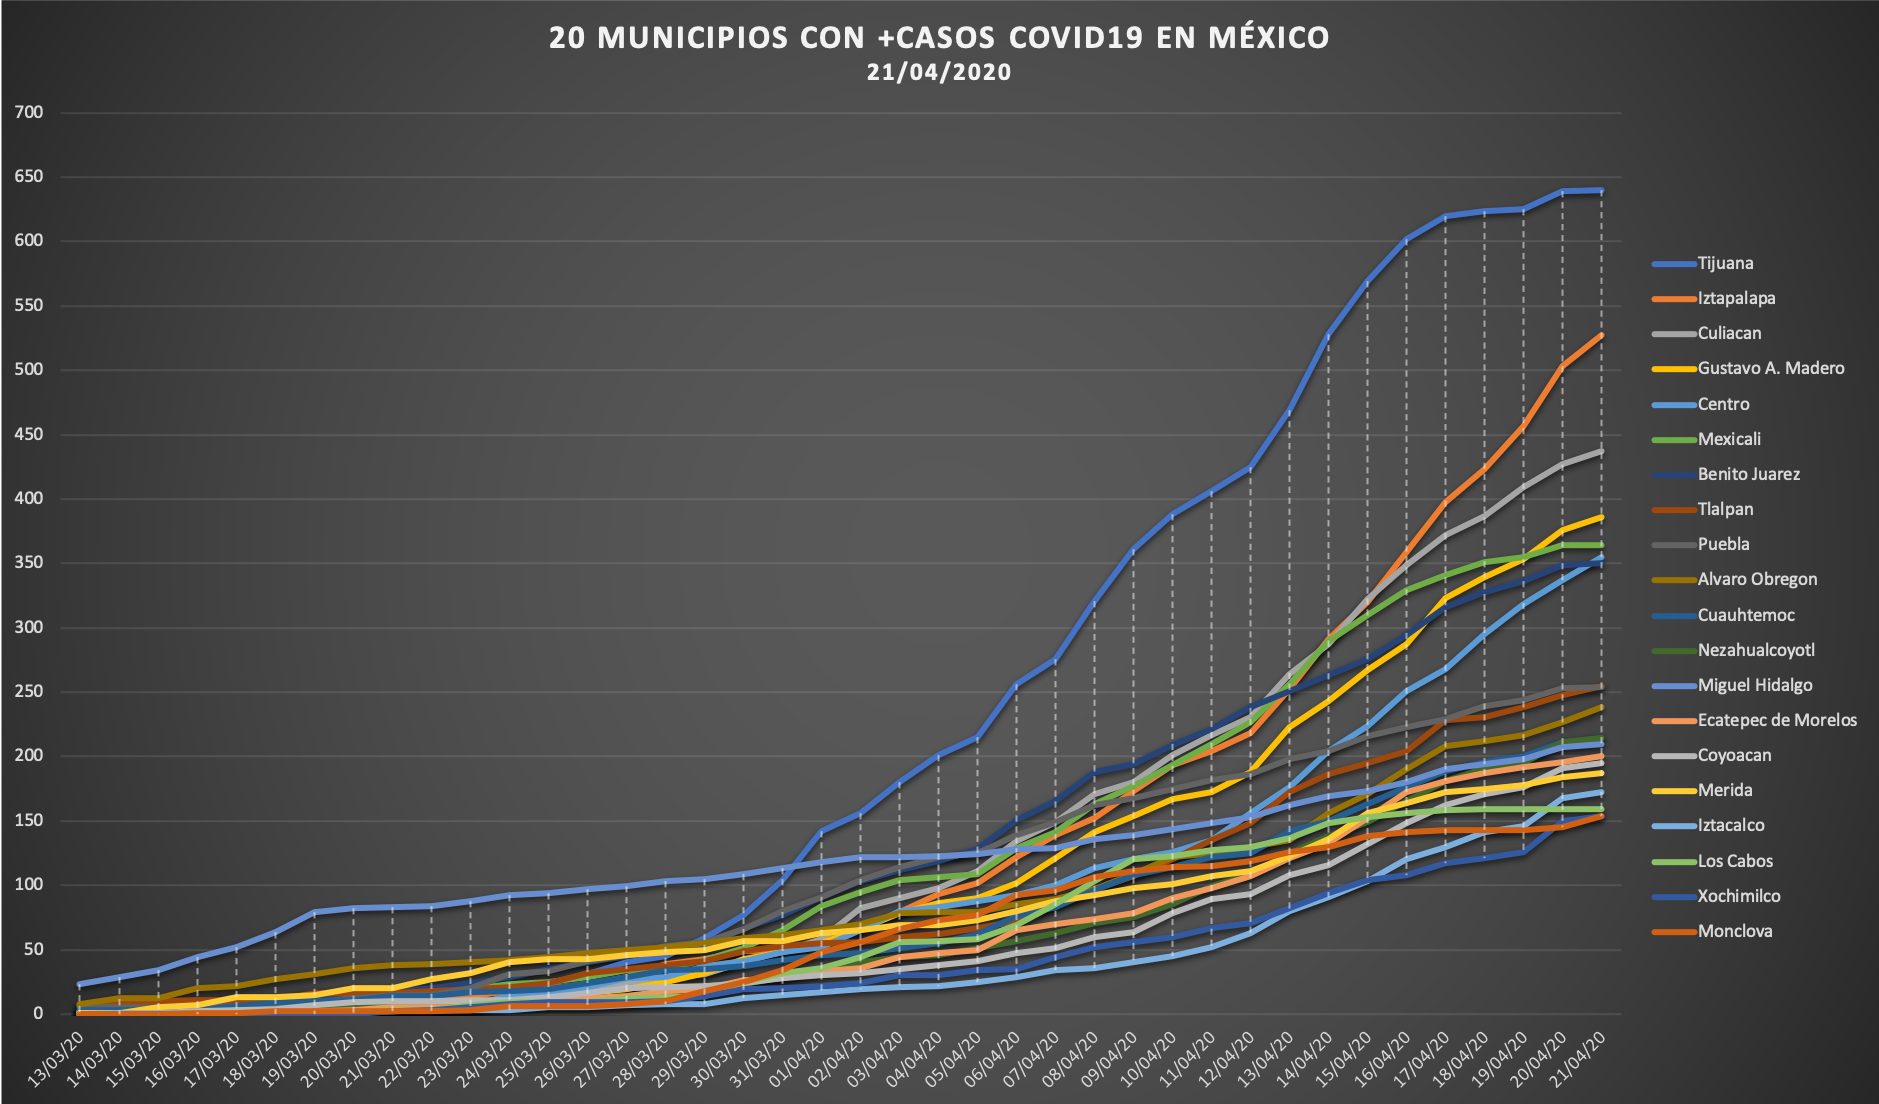 20 MUNICIPIOS CON +CASOS COVID19 EN MÉXICO
21/04/2020
700
650
600
550
500
450
400
350
300
250
200
150
100
50
0
13/03/20
14/03/20
15/03/20
16/03/20
17/03/20
18/03/20
19/03/20
20/03/20
21/03/20
22/03/20
23/03/20
24/03/20
25/03/20
26/03/20
27/03/20
28/03/20
29/03/20
30/03/20
31/03/20
01/04/20
02/04/20
03/04/20
04/04/20
05/04/20
06/04/20
07/04/20
08/04/20
09/04/20
10/04/20
11/04/20
12/04/20
13/04/20
14/04/20
15/04/20
16/04/20
17/04/20
18/04/20
19/04/20
20/04/20
21/04/20
Tijuana
Iztapalapa
Culiacan
Gustavo A. Madero
Centro
Mexicali
Benito Juarez
Tlalpan
Puebla
Alvaro Obregon
Cuauhtemoc
Nezahualcoyotl
Miguel Hidalgo
Ecatepec de Morelos
Coyoacan
Merida
Iztacalco
Los Cabos
Xochimilco
Monclova